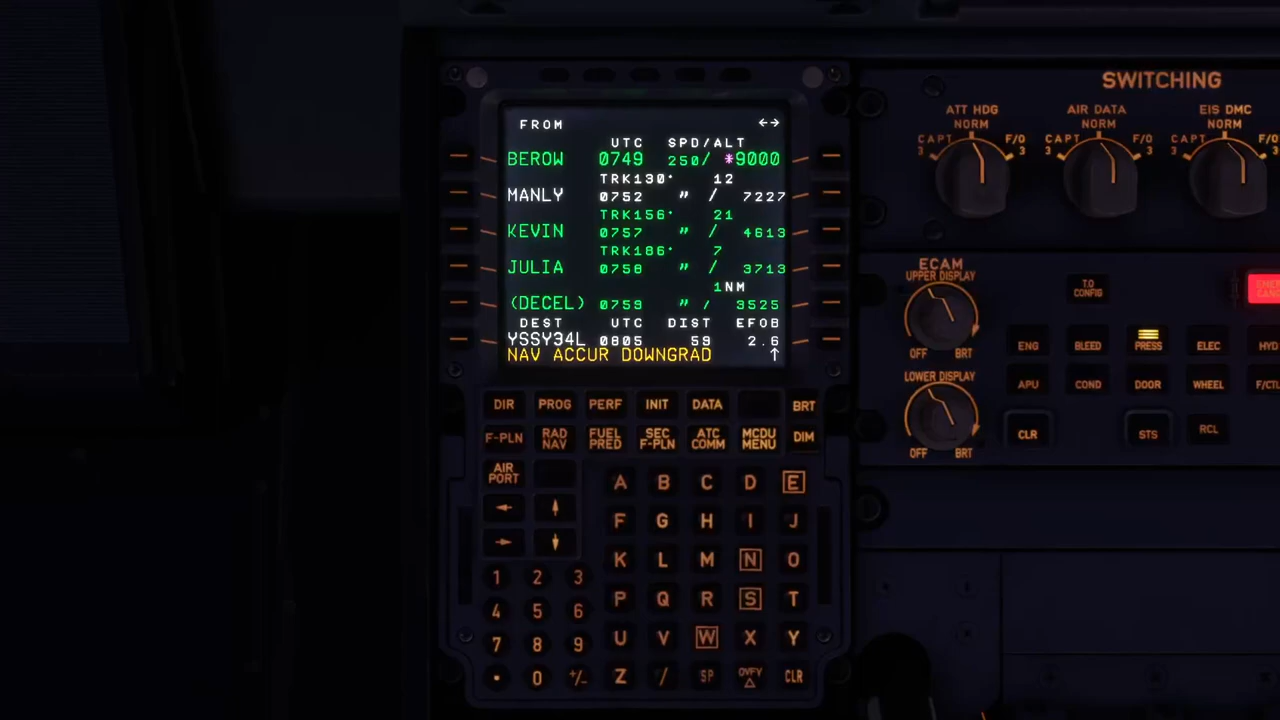 FROM ←→
UTC SPD/ALT
BEROW 0749 250/ *9000
TRK130° 12
MANLY 0752 " / 7227
TRK156° 21
KEVIN 0757 " / 4613
TRK186° 7
JULIA 0758 " / 3713
1NM
(DECEL) 0759 " / 3525
DEST UTC DIST EFOB
YSSY34L 0805 59 2.6
NAV ACCUR DOWNGRAD ↑
DIR PROG PERF INIT DATA BRT
F-PLN RAD NAV FUEL PRED SEC F-PLN ATC COMM MCDU MENU DIM
AIR PORT
← ↑
→ ↓
A B C D E
F G H I J
K L M N O
1 2 3
P Q R S T
4 5 6
U V W X Y
7 8 9
Z / SP OVFY △ CLR
. 0 +/-
SWITCHING
ATT HDG AIR DATA EIS DMC
NORM NORM NORM
CAPT 3 F/O 3 CAPT 3 F/O 3 CAPT 3 F/O 3
ECAM
UPPER DISPLAY
OFF BRT
LOWER DISPLAY
OFF BRT
T.O CONFIG
ENG BLEED PRESS ELEC HYD
APU COND DOOR WHEEL F/CTL
CLR STS RCL